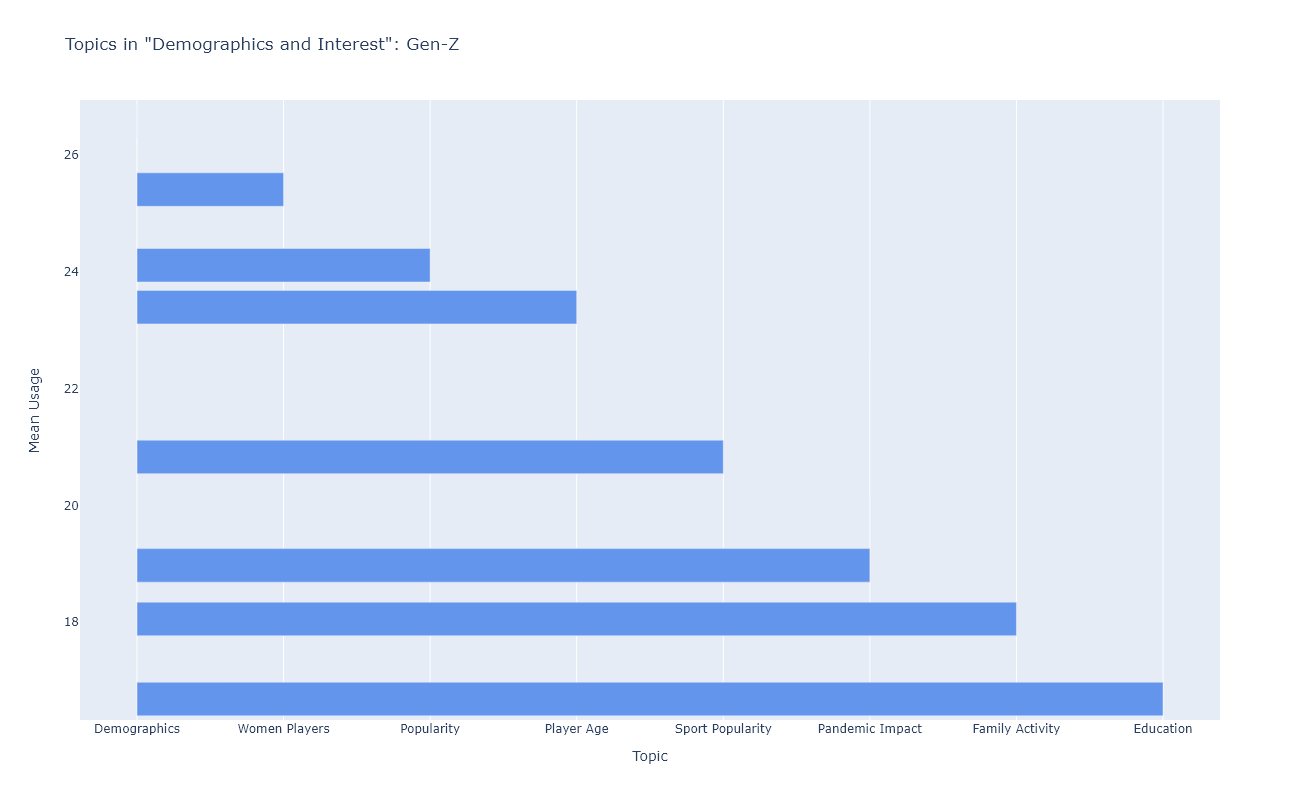 Topics in "Demographics and Interest": Gen-Z
Mean Usage
26
24
22
20
18
Demographics Women Players Popularity Player Age Sport Popularity Pandemic Impact Family Activity Education
Topic